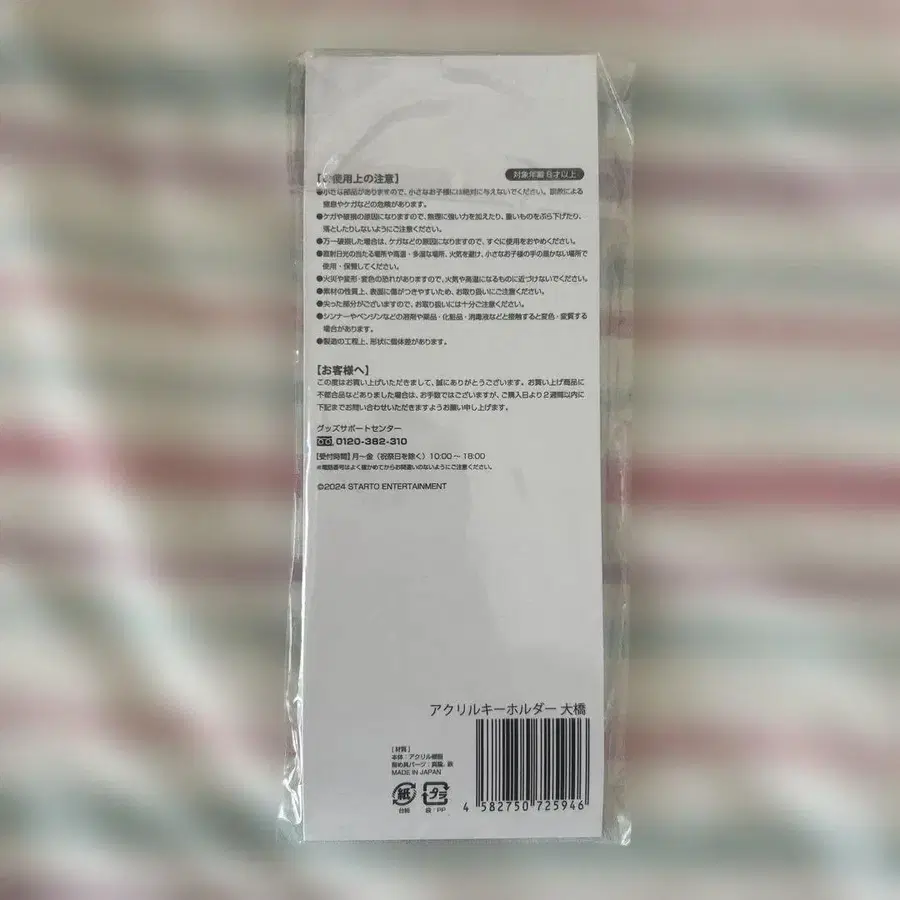 【お使用上の注意】
対象年齢6才以上
●小さな部品がありますので、小さなお子様には絶対に与えないでください。誤飲による
窒息やケガなどの危険があります。
●ケガや破損の原因になりますので、無理に強い力を加えたり、重いものをぶら下げたり、
落としたりしないようにご注意ください。
●万一破損した場合は、ケガなどの原因になりますので、すぐに使用をおやめください。
●直射日光の当たる場所や高温・多湿な場所、火気を避け、小さなお子様の手の届かない場所で
使用・保管してください。
●火災や変形・変色の恐れがありますので、火気や高温になるものに近づけないでください。
●素材の性質上、表面に傷がつきやすいため、お取り扱いにご注意ください。
●尖った部分がございますので、お取り扱いには十分ご注意ください。
●シンナーやベンジンなどの溶剤や薬品・化粧品・消毒液などと接触すると変色・変質する
場合があります。
●製造の工程上、形状に個体差があります。
【お客様へ】
この度はお買い上げいただきまして、誠にありがとうございます。お買い上げ商品に
不都合品などありました場合は、お手数ではございますが、ご購入日より2週間以内に
下記までお問い合わせいただきますようお願い申し上げます。
グッズサポートセンター
0120-382-310
【受付時間】月〜金(祝祭日を除く)10:00〜18:00
※電話番号はよく確かめてからお間違いのないようにご注意ください。
©2024 STARTO ENTERTAINMENT
アクリルキーホルダー 大橋
[材質]
本体:アクリル樹脂
留め具パーツ:真鍮、鉄
MADE IN JAPAN
紙 プラ
台紙 袋:PP
4 582750 725946